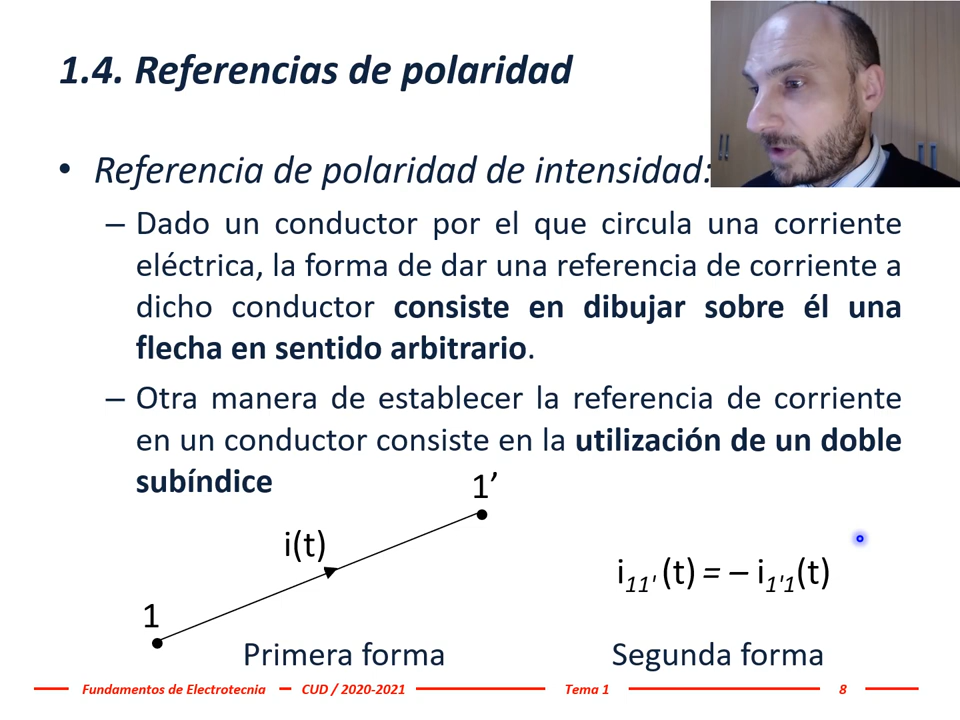 1.4. Referencias de polaridad
• Referencia de polaridad de intensidad:
– Dado un conductor por el que circula una corriente
eléctrica, la forma de dar una referencia de corriente a
dicho conductor consiste en dibujar sobre él una
flecha en sentido arbitrario.
– Otra manera de establecer la referencia de corriente
en un conductor consiste en la utilización de un doble
subíndice
1’
i(t)
i11' (t) = – i1'1(t)
1
Primera forma
Segunda forma
Fundamentos de Electrotecnia – CUD / 2020-2021
Tema 1
8